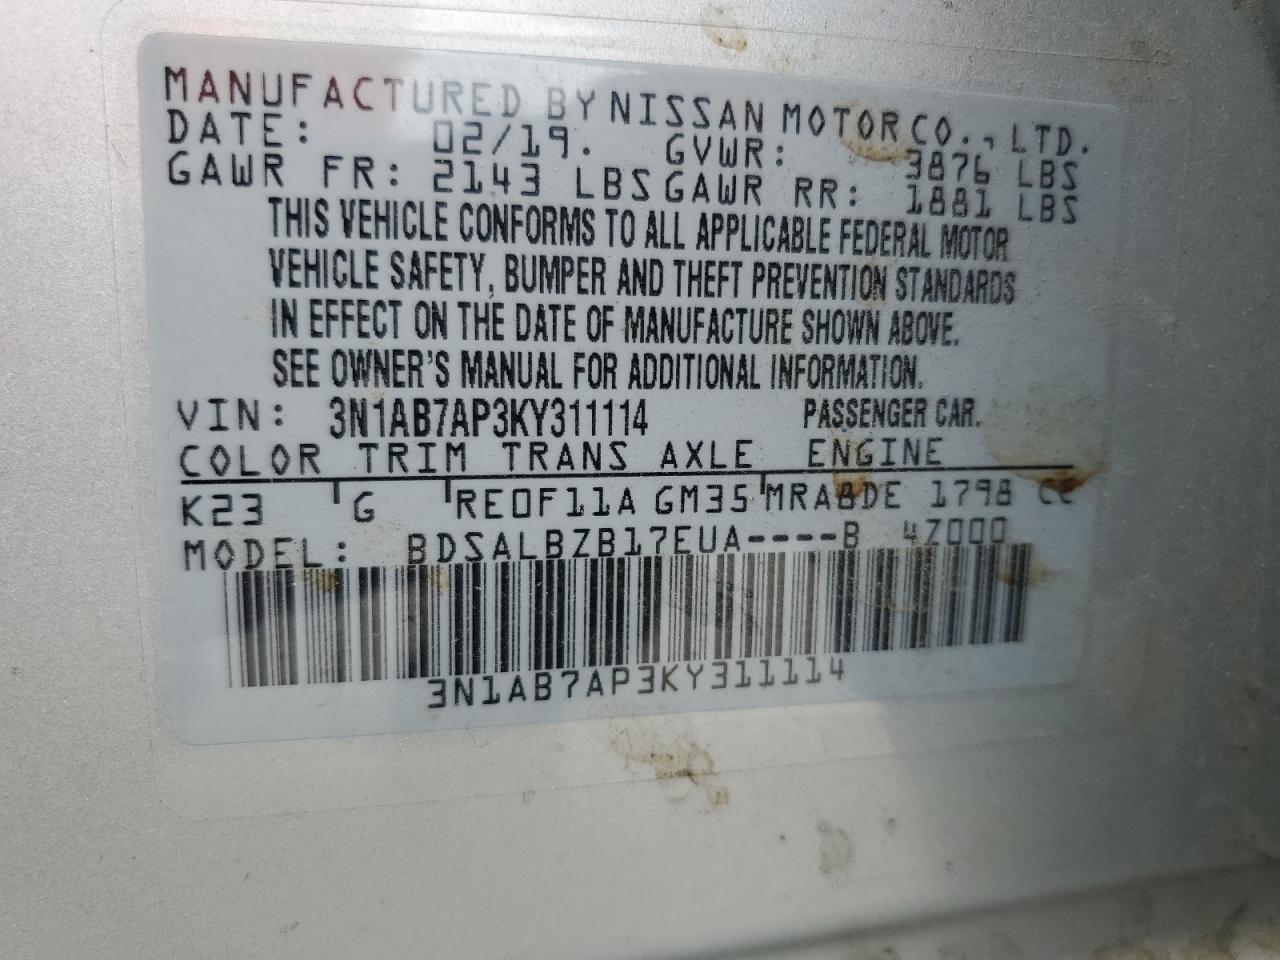 MANUFACTURED BY NISSAN MOTOR CO., LTD.
DATE: 02/19. GVWR: 3876 LBS
GAWR FR: 2143 LBS GAWR RR: 1881 LBS
THIS VEHICLE CONFORMS TO ALL APPLICABLE FEDERAL MOTOR
VEHICLE SAFETY, BUMPER AND THEFT PREVENTION STANDARDS
IN EFFECT ON THE DATE OF MANUFACTURE SHOWN ABOVE.
SEE OWNER'S MANUAL FOR ADDITIONAL INFORMATION.
VIN: 3N1AB7AP3KY311114 PASSENGER CAR.
COLOR TRIM TRANS AXLE ENGINE
K23 G RE0F11A GM35 MRA8DE 1798 CC
MODEL: BDSALBZB17EUA----B 4Z000
3N1AB7AP3KY311114